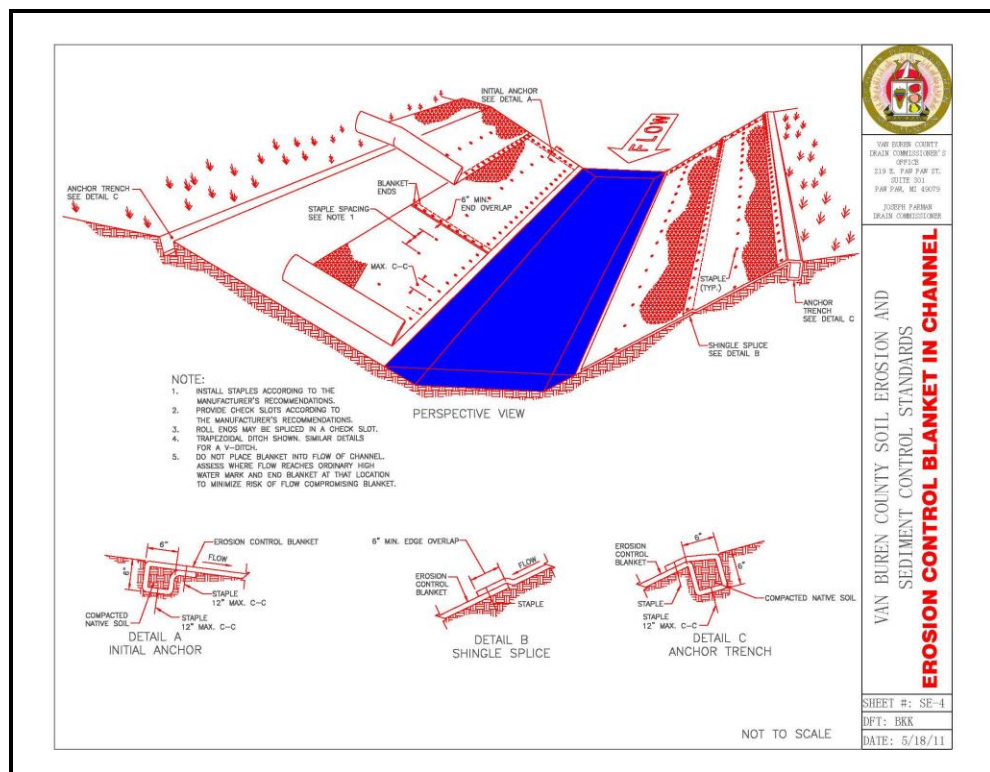 INITIAL ANCHOR
SEE DETAIL A
FLOW
ANCHOR TRENCH
SEE DETAIL C
BLANKET
ENDS
6" MIN.
END OVERLAP
STAPLE SPACING
SEE NOTE 1
MAX. C-C
STAPLE
(TYP.)
ANCHOR
TRENCH
SEE DETAIL C
SHINGLE SPLICE
SEE DETAIL B
PERSPECTIVE VIEW
NOTE:
1. INSTALL STAPLES ACCORDING TO THE
MANUFACTURER'S RECOMMENDATIONS.
2. PROVIDE CHECK SLOTS ACCORDING TO
THE MANUFACTURER'S RECOMMENDATIONS.
3. ROLL ENDS MAY BE SPLICED IN A CHECK SLOT.
4. TRAPEZOIDAL DITCH SHOWN. SIMILAR DETAILS
FOR A V-DITCH.
5. DO NOT PLACE BLANKET INTO FLOW OF CHANNEL.
ASSESS WHERE FLOW REACHES ORDINARY HIGH
WATER MARK AND END BLANKET AT THAT LOCATION
TO MINIMIZE RISK OF FLOW COMPROMISING BLANKET.
6"
EROSION CONTROL BLANKET
FLOW
6"
STAPLE
12" MAX. C-C
COMPACTED
NATIVE SOIL
STAPLE
12" MAX. C-C
DETAIL A
INITIAL ANCHOR
6" MIN. EDGE OVERLAP
FLOW
EROSION
CONTROL
BLANKET
STAPLE
DETAIL B
SHINGLE SPLICE
6"
EROSION
CONTROL
BLANKET
6"
COMPACTED NATIVE SOIL
STAPLE
STAPLE
12" MAX. C-C
DETAIL C
ANCHOR TRENCH
NOT TO SCALE
VAN BUREN COUNTY
DRAIN COMMISSIONER'S
OFFICE
219 E. PAW PAW ST.
SUITE 301
PAW PAW, MI 49079
JOSEPH PARMAN
DRAIN COMMISSIONER
VAN BUREN COUNTY SOIL EROSION AND
SEDIMENT CONTROL STANDARDS
EROSION CONTROL BLANKET IN CHANNEL
SHEET #: SE-4
DFT: BKK
DATE: 5/18/11